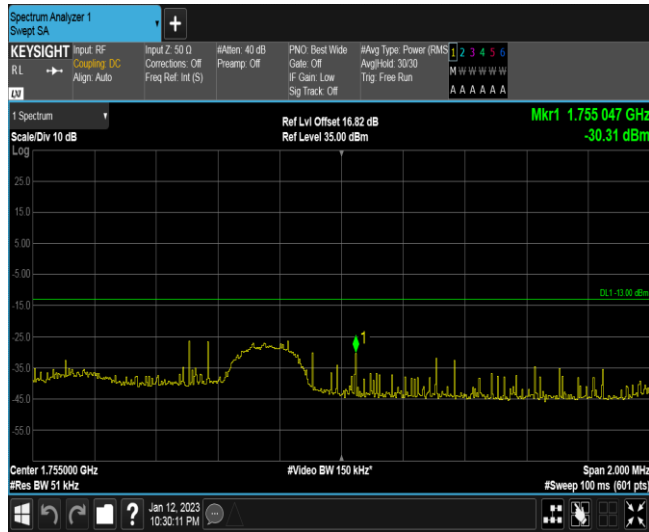 Spectrum Analyzer 1
Swept SA
KEYSIGHT
RL
LXI
Input: RF
Coupling: DC
Align: Auto
Input Z: 50 Ω
Corrections: Off
Freq Ref: Int (S)
#Atten: 40 dB
Preamp: Off
PNO: Best Wide
Gate: Off
IF Gain: Low
Sig Track: Off
#Avg Type: Power (RMS
Avg|Hold: 30/30
Trig: Free Run
1 2 3 4 5 6
M W W W W W
A A A A A A
1 Spectrum
Scale/Div 10 dB
Log
Ref Lvl Offset 16.82 dB
Ref Level 35.00 dBm
Mkr1 1.755 047 GHz
-30.31 dBm
25.0
15.0
5.00
-5.00
DL1 -13.00 dBm
-15.0
-25.0
1
-35.0
-45.0
-55.0
Center 1.755000 GHz
#Res BW 51 kHz
#Video BW 150 kHz*
Span 2.000 MHz
#Sweep 100 ms (601 pts)
?
Jan 12, 2023
10:30:11 PM